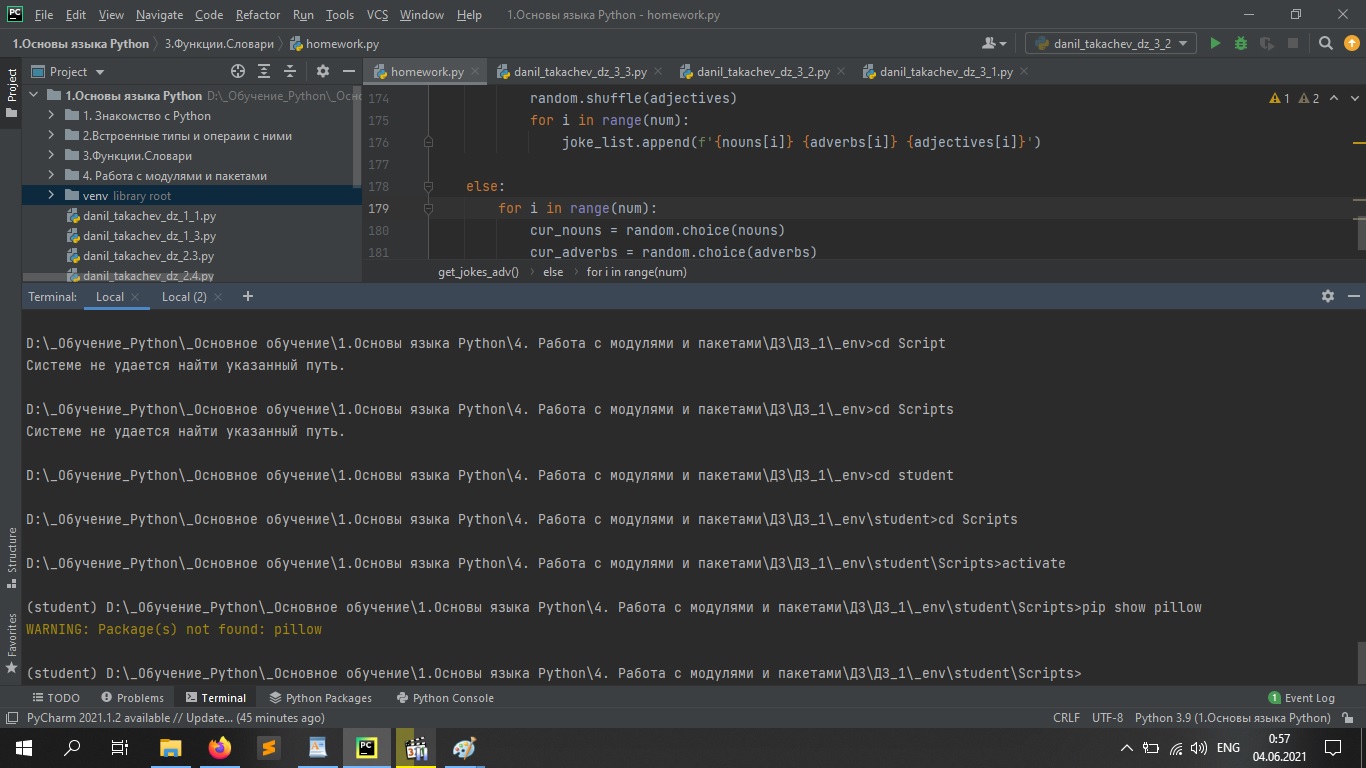 PC File Edit View Navigate Code Refactor Run Tools VCS Window Help 1.Основы языка Python - homework.py
1.Основы языка Python 3.Функции.Словари homework.py danil_takachev_dz_3_2
Project
Project
homework.py danil_takachev_dz_3_3.py danil_takachev_dz_3_2.py danil_takachev_dz_3_1.py
1.Основы языка Python D:\_Обучение_Python\_Осно
1. Знакомство с Python
2.Встроенные типы и операии с ними
3.Функции.Словари
4. Работа с модулями и пакетами
venv library root
danil_takachev_dz_1_1.py
danil_takachev_dz_1_3.py
danil_takachev_dz_2.3.py
danil_takachev_dz_2.4.py
1 2
174 random.shuffle(adjectives)
175 for i in range(num):
176 joke_list.append(f'{nouns[i]} {adverbs[i]} {adjectives[i]}')
177
178 else:
179 for i in range(num):
180 cur_nouns = random.choice(nouns)
181 cur_adverbs = random.choice(adverbs)
get_jokes_adv() else for i in range(num)
Terminal: Local Local (2) +
D:\_Обучение_Python\_Основное обучение\1.Основы языка Python\4. Работа с модулями и пакетами\ДЗ\ДЗ_1\_env>cd Script
Системе не удается найти указанный путь.
D:\_Обучение_Python\_Основное обучение\1.Основы языка Python\4. Работа с модулями и пакетами\ДЗ\ДЗ_1\_env>cd Scripts
Системе не удается найти указанный путь.
D:\_Обучение_Python\_Основное обучение\1.Основы языка Python\4. Работа с модулями и пакетами\ДЗ\ДЗ_1\_env>cd student
D:\_Обучение_Python\_Основное обучение\1.Основы языка Python\4. Работа с модулями и пакетами\ДЗ\ДЗ_1\_env\student>cd Scripts
D:\_Обучение_Python\_Основное обучение\1.Основы языка Python\4. Работа с модулями и пакетами\ДЗ\ДЗ_1\_env\student\Scripts>activate
(student) D:\_Обучение_Python\_Основное обучение\1.Основы языка Python\4. Работа с модулями и пакетами\ДЗ\ДЗ_1\_env\student\Scripts>pip show pillow
WARNING: Package(s) not found: pillow
(student) D:\_Обучение_Python\_Основное обучение\1.Основы языка Python\4. Работа с модулями и пакетами\ДЗ\ДЗ_1\_env\student\Scripts>
Structure
Favorites
TODO Problems Terminal Python Packages Python Console 1 Event Log
PyCharm 2021.1.2 available // Update... (45 minutes ago) CRLF UTF-8 Python 3.9 (1.Основы языка Python)
PC ENG 0:57
04.06.2021